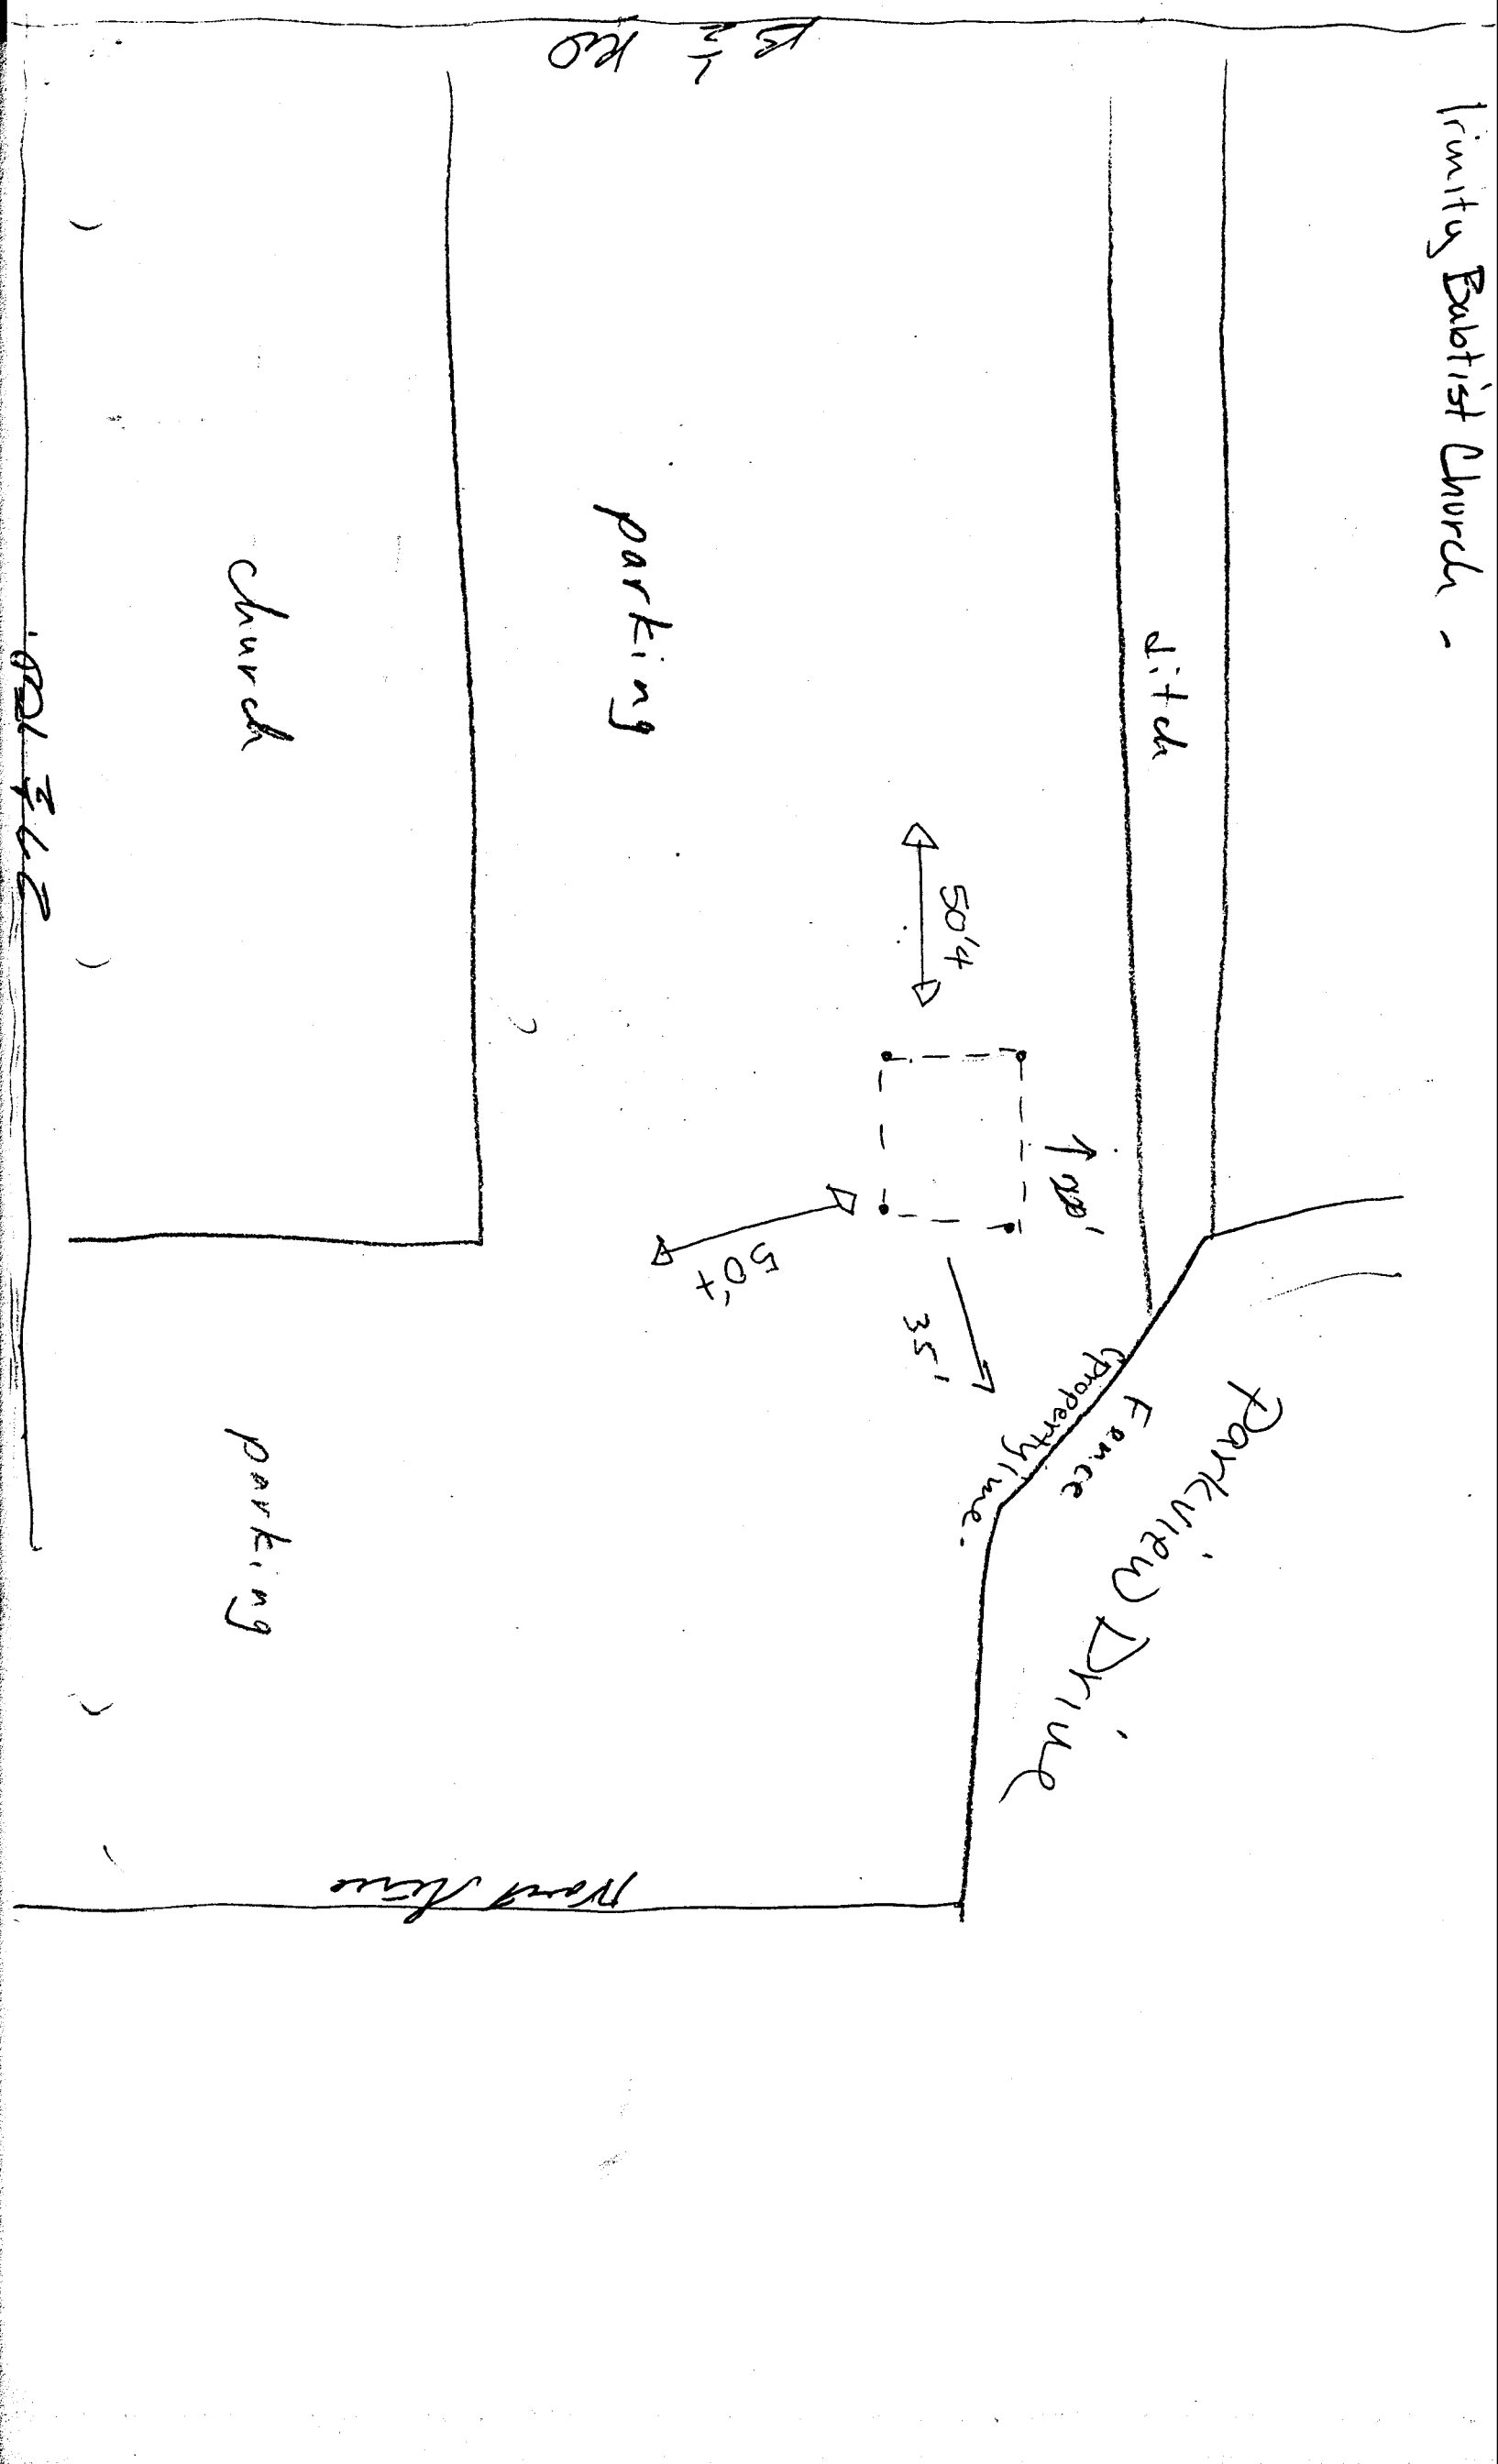 Trinity Babtist Church -
ditch
Parkview Drive
Fence
(property line.
50'+
35'
50'+
parking
church
parking